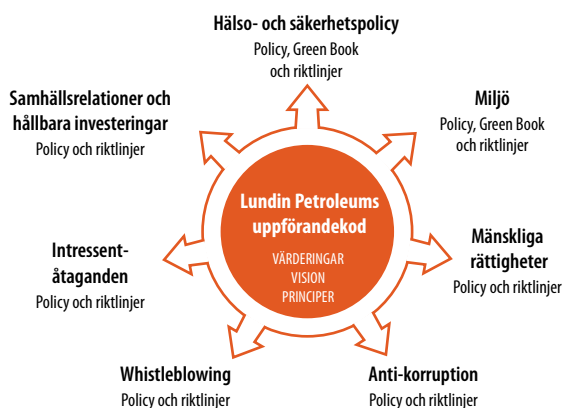 Hälso- och säkerhetspolicy
Policy, Green Book
och riktlinjer
Samhällsrelationer och
hållbara investeringar
Policy och riktlinjer
Miljö
Policy, Green Book
och riktlinjer
Lundin Petroleums
uppförandekod
VÄRDERINGAR
VISION
PRINCIPER
Intressent-
åtaganden
Policy och riktlinjer
Mänskliga
rättigheter
Policy och riktlinjer
Whistleblowing
Policy och riktlinjer
Anti-korruption
Policy och riktlinjer